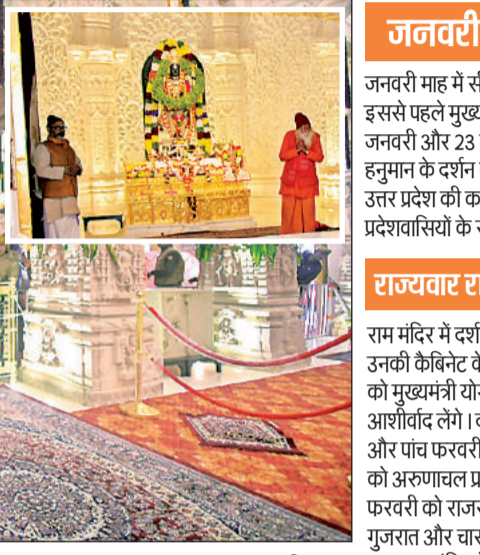 जनवरी
जनवरी माह में
इससे पहले
जनवरी और 23
हनुमान के दर्शन
उत्तर प्रदेश की
प्रदेशवासियों के
राज्यवार
राम मंदिर में
उनकी कैबिनेट के
को मुख्यमंत्री
आशीर्वाद लेंगे।
और पांच फरवरी
को अरुणाचल
फरवरी को
गुजरात और